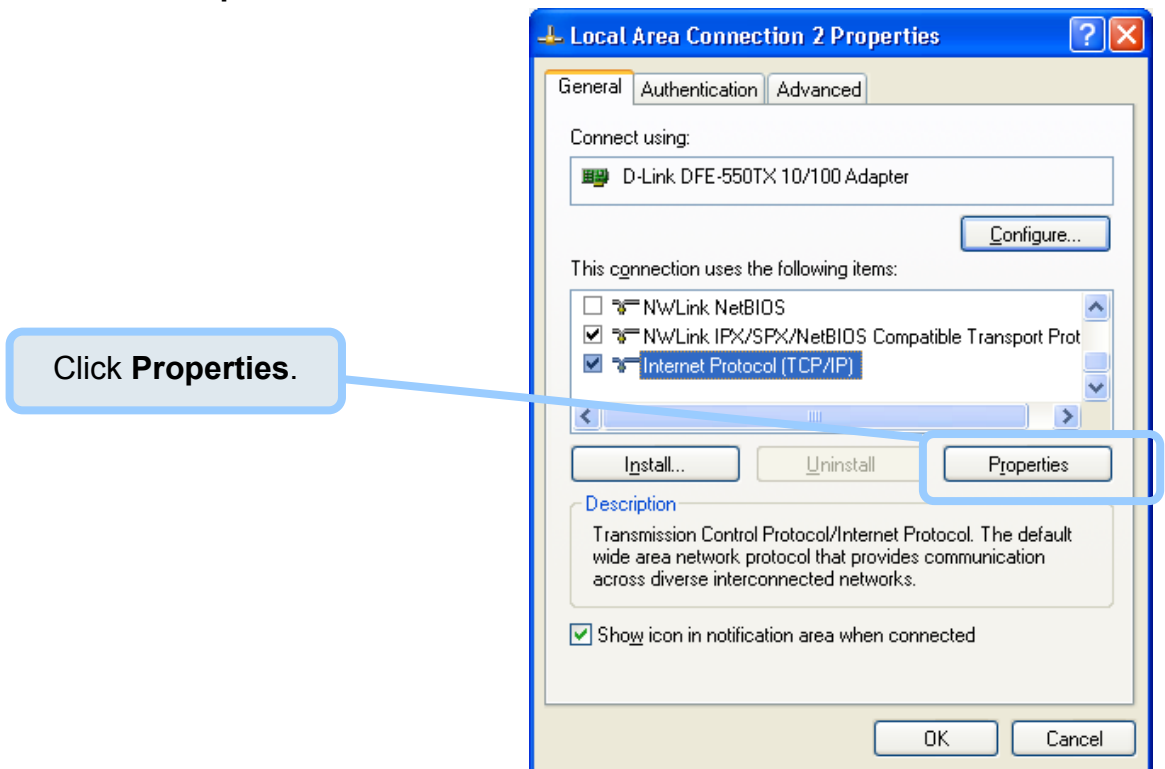 Local Area Connection 2 Properties
General Authentication Advanced
Connect using:
D-Link DFE-550TX 10/100 Adapter
Configure...
This connection uses the following items:
NWLink NetBIOS
NWLink IPX/SPX/NetBIOS Compatible Transport Prot
Internet Protocol (TCP/IP)
Click Properties.
Install... Uninstall Properties
Description
Transmission Control Protocol/Internet Protocol. The default
wide area network protocol that provides communication
across diverse interconnected networks.
Show icon in notification area when connected
OK Cancel